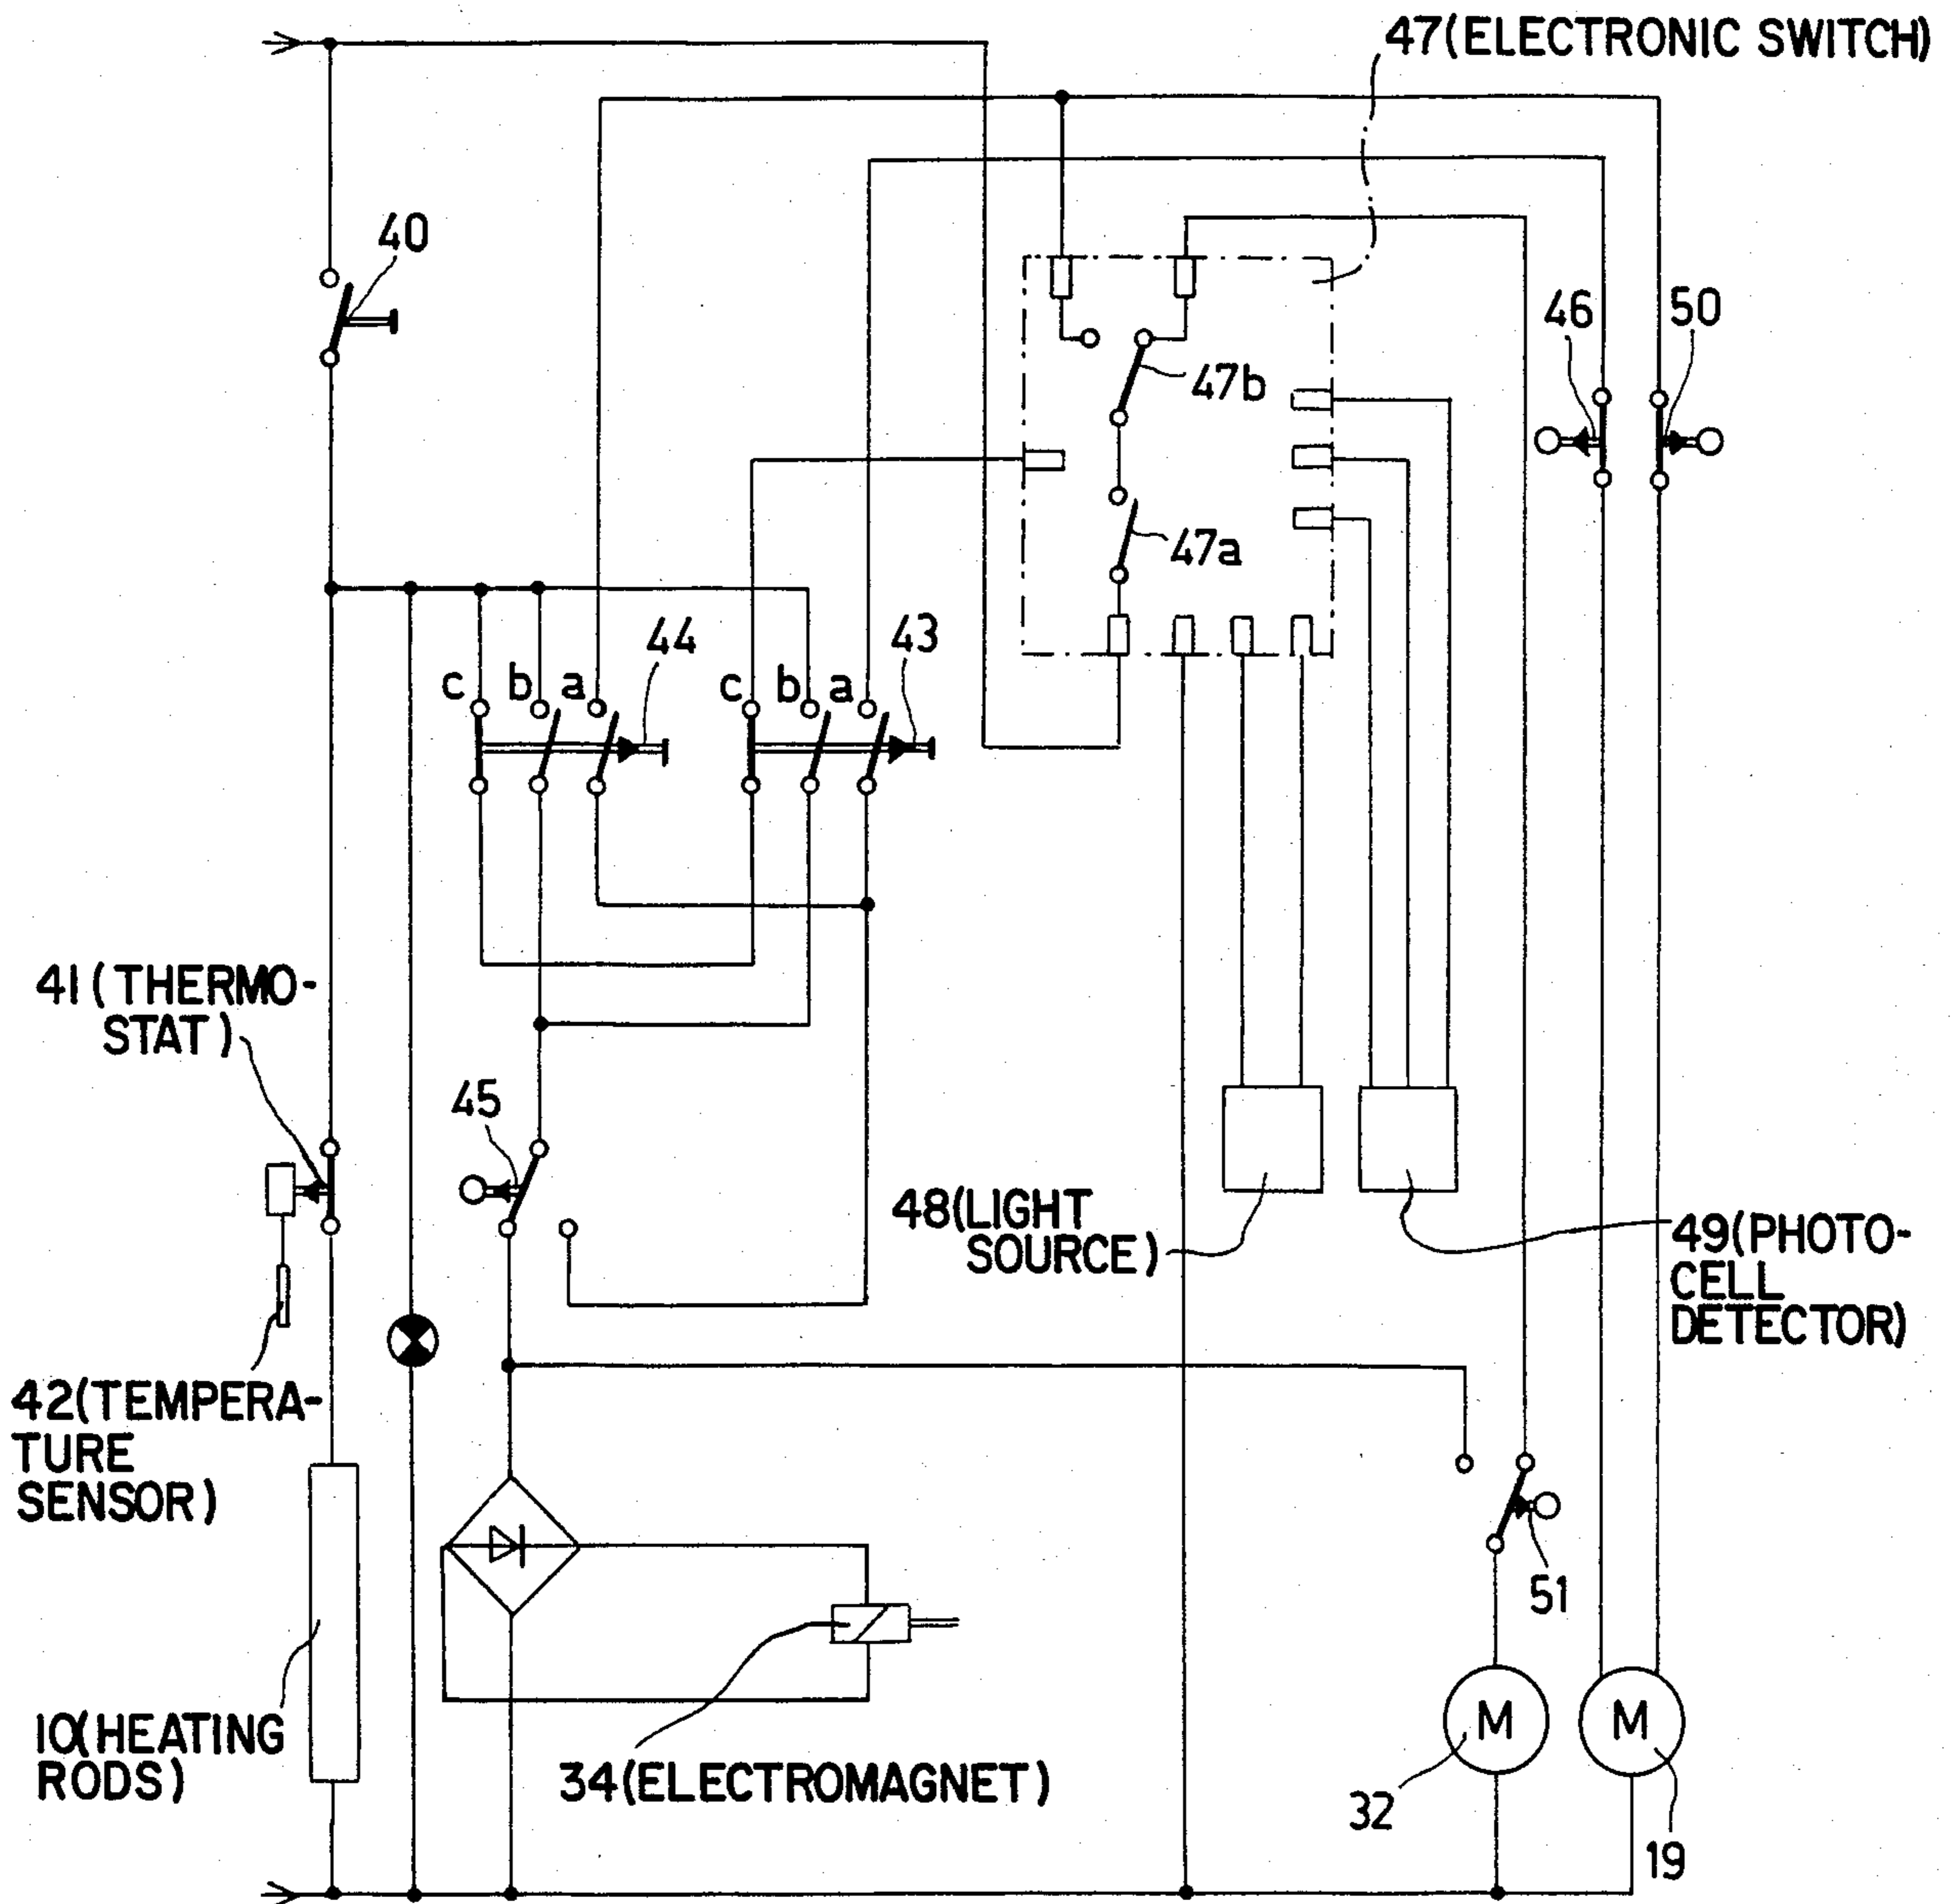 47(ELECTRONIC SWITCH)
40
46
50
47b
47a
44
43
c b a
c b a
41(THERMO-
STAT)
45
48(LIGHT
SOURCE)
49(PHOTO-
CELL
DETECTOR)
42(TEMPERA-
TURE
SENSOR)
51
M
M
10(HEATING
RODS)
34(ELECTROMAGNET)
32
19